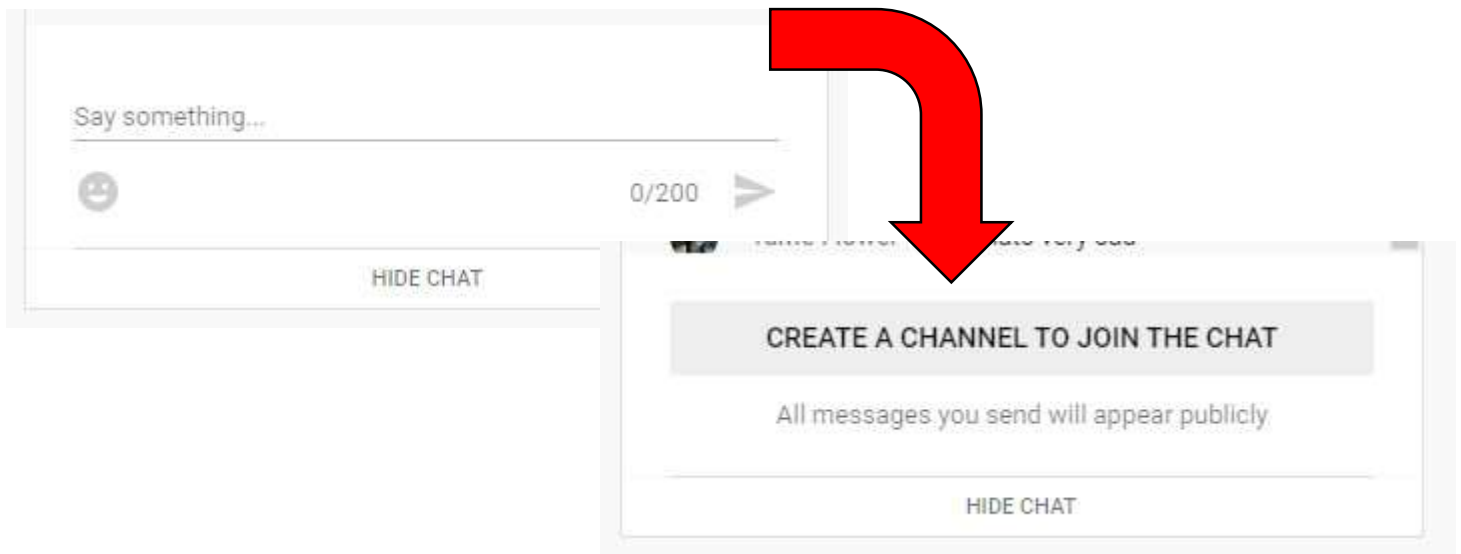 Say something...
0/200
HIDE CHAT
CREATE A CHANNEL TO JOIN THE CHAT
All messages you send will appear publicly
HIDE CHAT